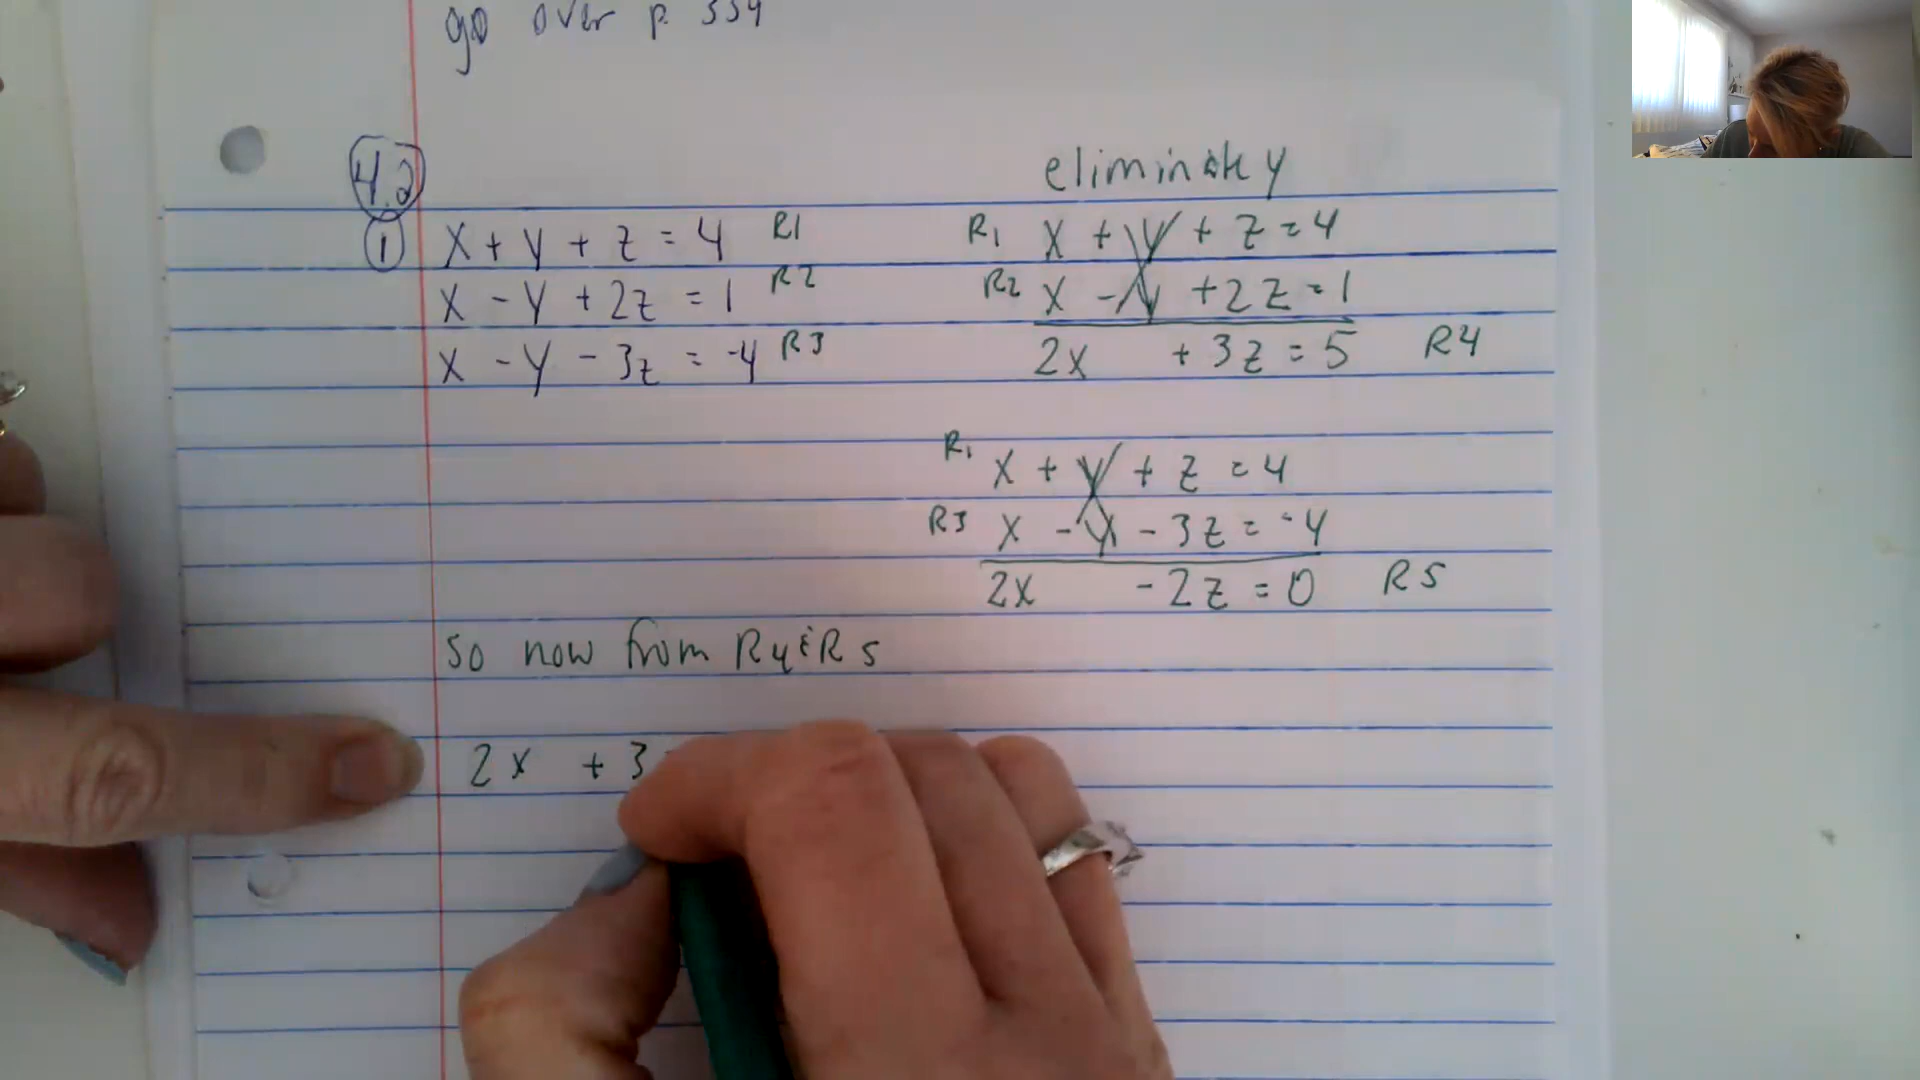 go over p. 554
4.2
① x + y + z = 4 R1
x - y + 2z = 1 R2
x - y - 3z = -4 R3
eliminate y
R1 x + y + z = 4
R2 x - y + 2z = 1
2x + 3z = 5 R4
R1 x + y + z = 4
R3 x - y - 3z = -4
2x - 2z = 0 R5
so now from R4 & R5
2x + 3